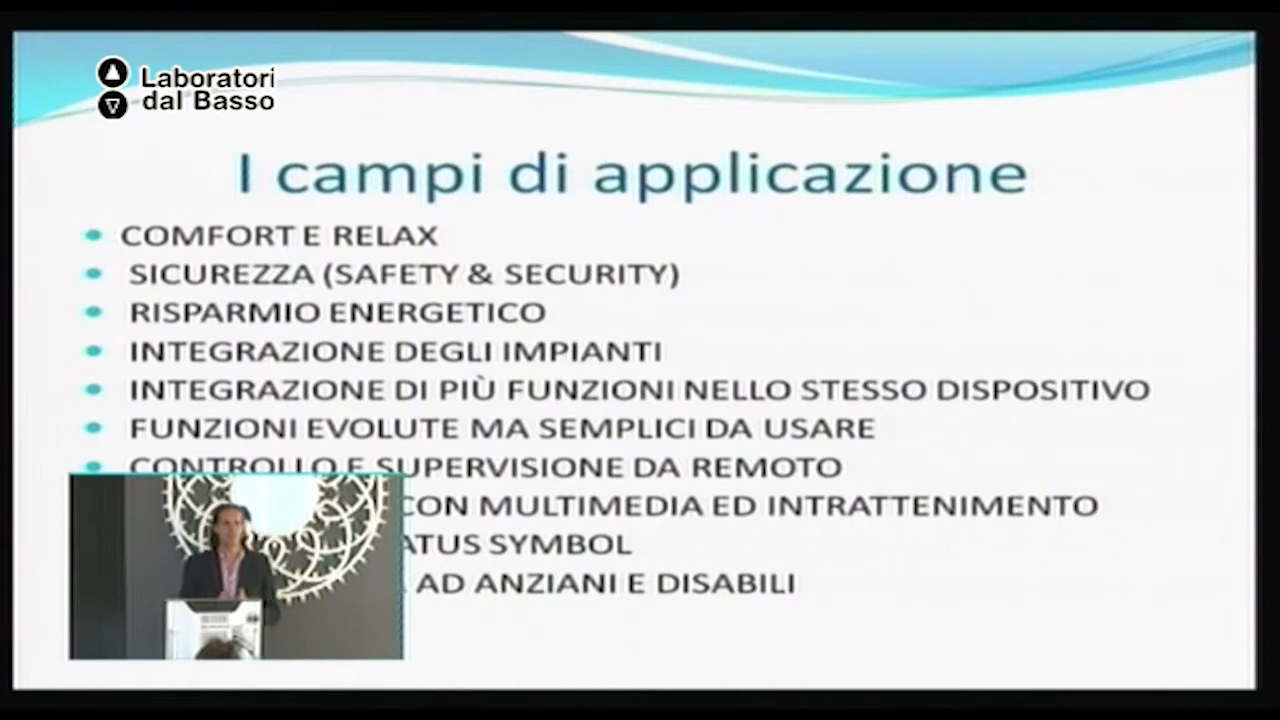 Laboratori
dal Basso
I campi di applicazione
COMFORT E RELAX
SICUREZZA (SAFETY & SECURITY)
RISPARMIO ENERGETICO
INTEGRAZIONE DEGLI IMPIANTI
INTEGRAZIONE DI PIÙ FUNZIONI NELLO STESSO DISPOSITIVO
FUNZIONI EVOLUTE MA SEMPLICI DA USARE
CONTROLLO E SUPERVISIONE DA REMOTO
CON MULTIMEDIA ED INTRATTENIMENTO
SYMBOL
AD ANZIANI E DISABILI